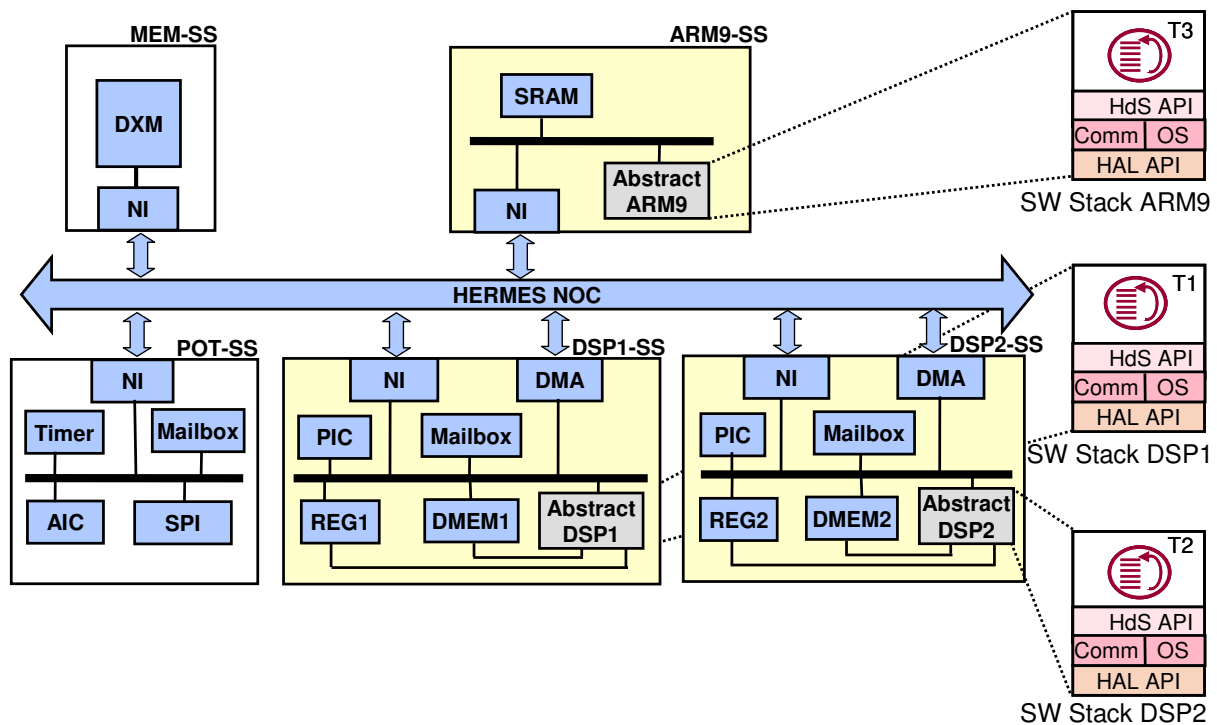 MEM-SS
DXM
NI
ARM9-SS
SRAM
Abstract
ARM9
NI
T3
HdS API
Comm OS
HAL API
SW Stack ARM9
HERMES NOC
T1
HdS API
Comm OS
HAL API
SW Stack DSP1
POT-SS
NI
Timer
Mailbox
AIC
SPI
DSP1-SS
NI
DMA
PIC
Mailbox
REG1
DMEM1
Abstract
DSP1
DSP2-SS
NI
DMA
PIC
Mailbox
REG2
DMEM2
Abstract
DSP2
T2
HdS API
Comm OS
HAL API
SW Stack DSP2